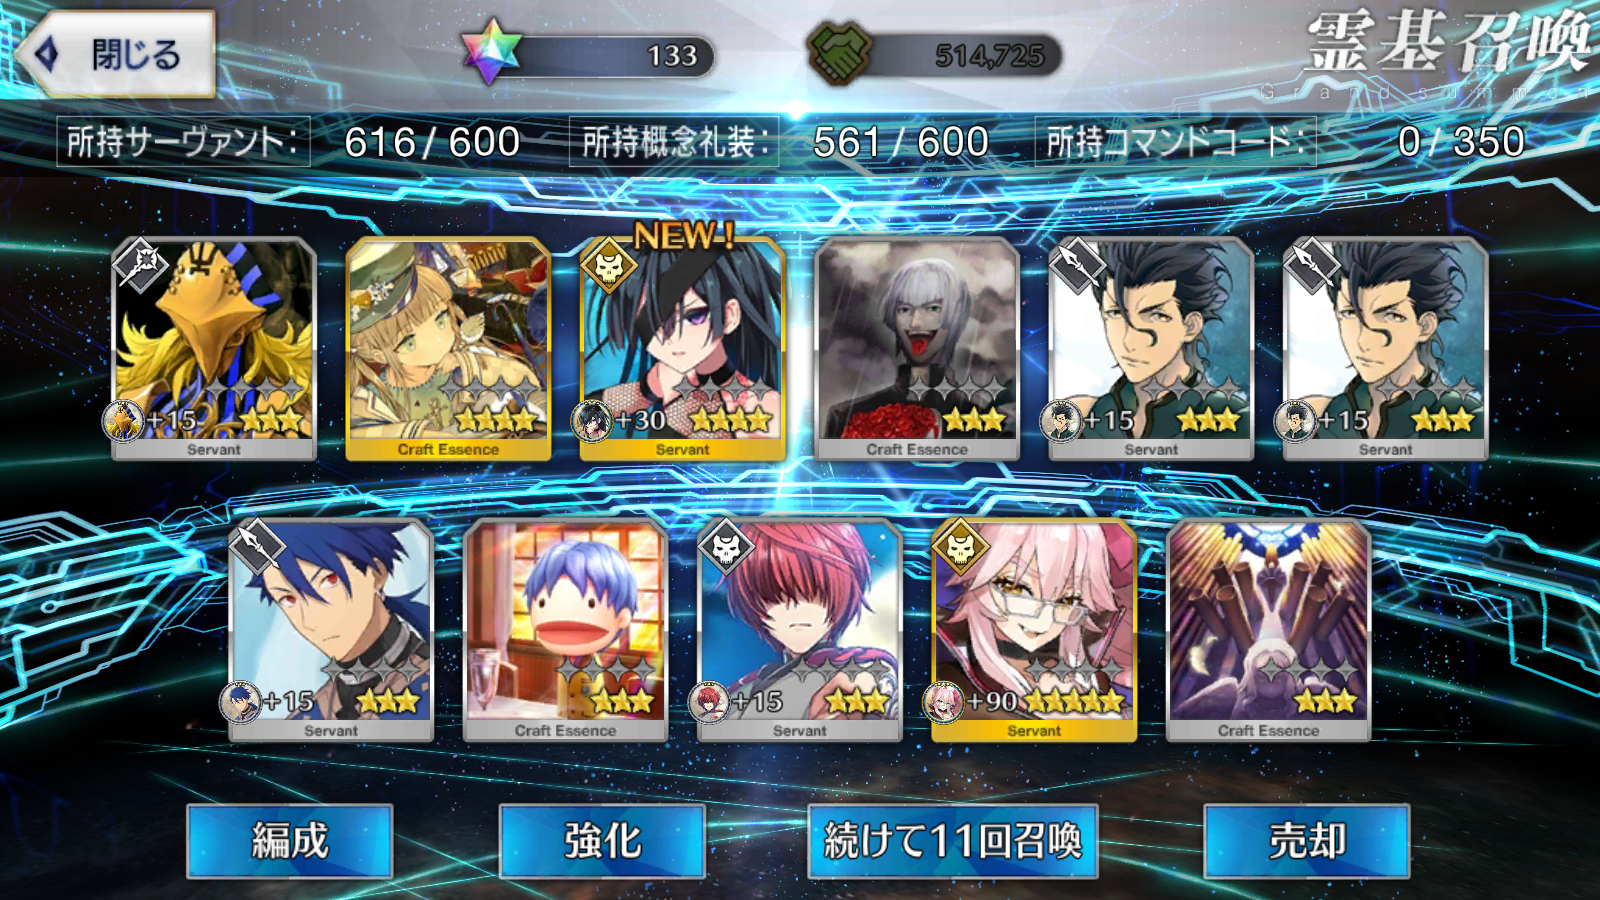 閉じる
133
514,725
霊基召喚
Grand summon
所持サーヴァント: 616/600
所持概念礼装: 561/600
所持コマンドコード: 0/350
NEW!
+15
+30
+15
+15
Servant
Craft Essence
Servant
Craft Essence
Servant
Servant
+15
+15
+90
Servant
Craft Essence
Servant
Servant
Craft Essence
編成
強化
続けて11回召喚
売却